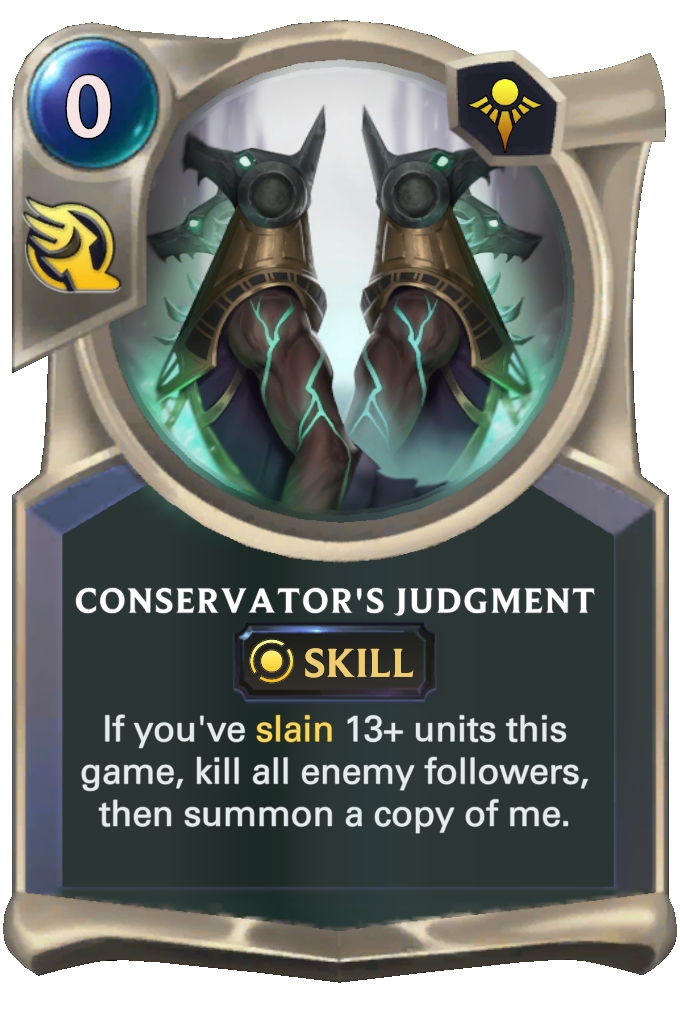 0
CONSERVATOR'S JUDGMENT
SKILL
If you've slain 13+ units this
game, kill all enemy followers,
then summon a copy of me.